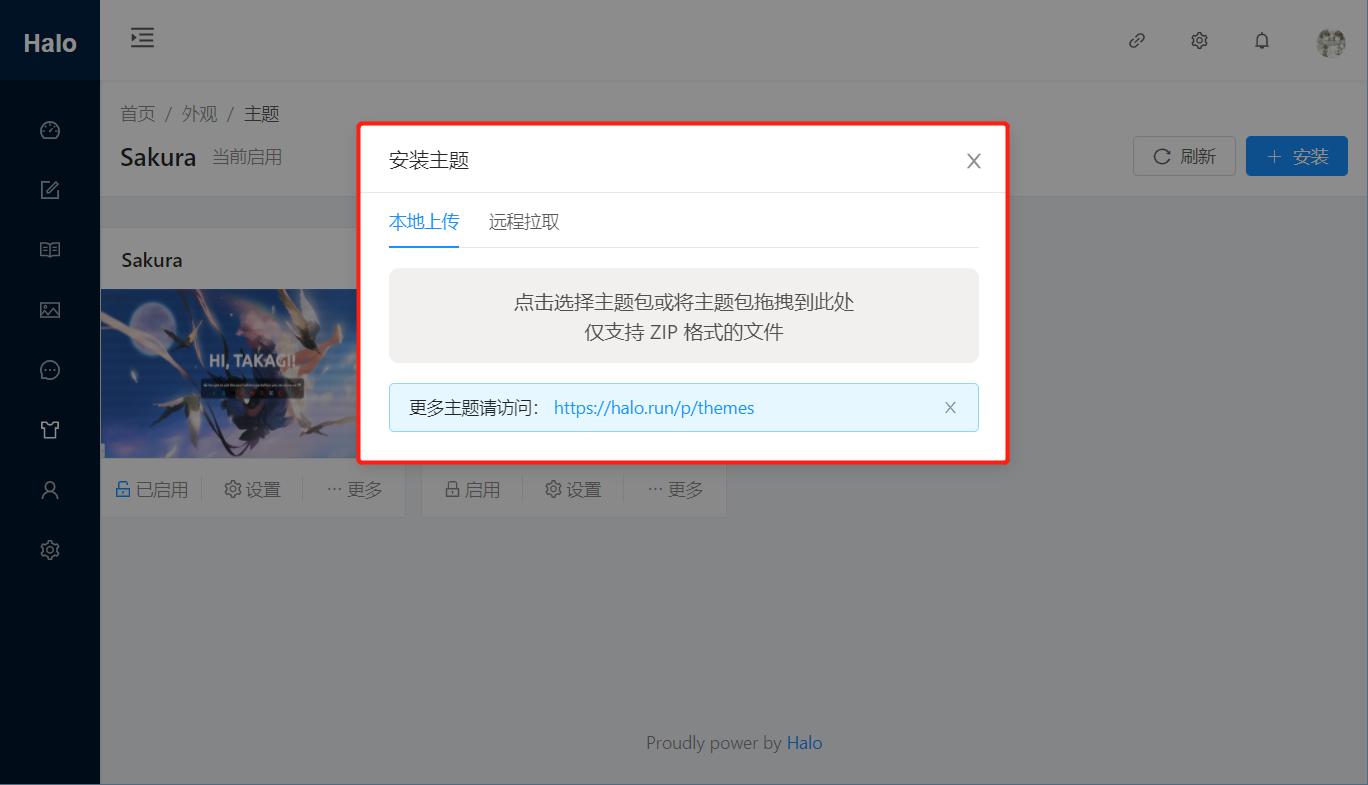 Halo
首页 / 外观 / 主题
Sakura 当前启用
刷新
安装
安装主题
本地上传 远程拉取
点击选择主题包或将主题包拖拽到此处
仅支持 ZIP 格式的文件
更多主题请访问： https://halo.run/p/themes
Sakura
HI, TAKAGI!
已启用 设置 ··· 更多
启用 设置 ··· 更多
Proudly power by Halo